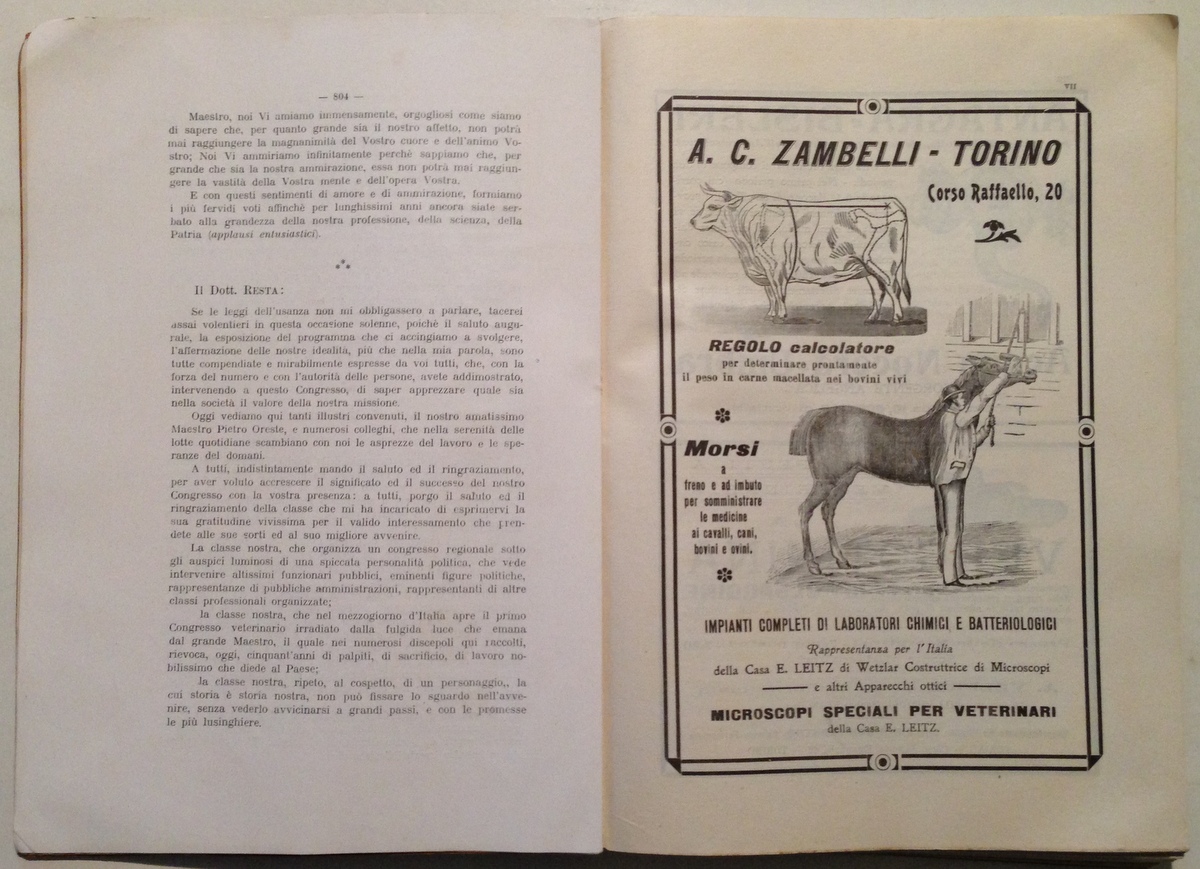 — 804 —
Maestro, noi Vi amiamo immensamente, orgogliosi come siamo
di sapere che, per quanto grande sia il nostro affetto, non potrà
mai raggiungere la magnanimità del Vostro cuore e dell'animo Vo-
stro; Noi Vi ammiriamo infinitamente perchè sappiamo che, per
grande che sia la nostra ammirazione, essa non potrà mai raggiun-
gere la vastità della Vostra mente e dell'opera Vostra.
E con questi sentimenti di amore e di ammirazione, formiamo
i più fervidi voti affinchè per lunghissimi anni ancora siate ser-
bato alla grandezza della nostra professione, della scienza, della
Patria (applausi entusiastici).
Il Dott. RESTA:
Se le leggi dell'usanza non mi obbligassero a parlare, tacerei
assai volentieri in questa occasione solenne, poichè il saluto augu-
rale, la esposizione del programma che ci accingiamo a svolgere,
l'affermazione delle nostre idealità, più che nella mia parola, sono
tutte compendiate e mirabilmente espresse da voi tutti, che, con la
forza del numero e con l'autorità delle persone, avete addimostrato,
intervenendo a questo Congresso, di saper apprezzare quale sia
nella società il valore della nostra missione.
Oggi vediamo qui tanti illustri convenuti, il nostro amatissimo
Maestro Pietro Oreste, e numerosi colleghi, che nella serenità delle
lotte quotidiane scambiano con noi le asprezze del lavoro e le spe-
ranze del domani.
A tutti, indistintamente mando il saluto ed il ringraziamento,
per aver voluto accrescere il significato ed il successo del nostro
Congresso con la vostra presenza: a tutti, porgo il saluto ed il
ringraziamento della classe che mi ha incaricato di esprimervi la
sua gratitudine vivissima per il valido interessamento che pren-
dete alle sue sorti ed al suo migliore avvenire.
La classe nostra, che organizza un congresso regionale sotto
gli auspici luminosi di una spiccata personalità politica, che vede
intervenire altissimi funzionari pubblici, eminenti figure politiche,
rappresentanze di pubbliche amministrazioni, rappresentanti di altre
classi professionali organizzate;
la classe nostra, che nel mezzogiorno d'Italia apre il primo
Congresso veterinario irradiato dalla fulgida luce che emana
dal grande Maestro, il quale nei numerosi discepoli qui raccolti,
rievoca, oggi, cinquant'anni di palpiti, di sacrificio, di lavoro no-
bilissimo che diede al Paese;
la classe nostra, ripeto, al cospetto, di un personaggio,, la
cui storia è storia nostra, non può fissare lo sguardo nell'avve-
nire, senza vederlo avvicinarsi a grandi passi, e con le promesse
le più lusinghiere.
VII
A. C. ZAMBELLI - TORINO
Corso Raffaello, 20
REGOLO calcolatore
per determinare prontamente
il peso in carne macellata nei bovini vivi
Morsi
a
freno e ad imbuto
per somministrare
le medicine
ai cavalli, cani,
bovini e ovini.
IMPIANTI COMPLETI DI LABORATORI CHIMICI E BATTERIOLOGICI
Rappresentanza per l'Italia
della Casa E. LEITZ di Wetzlar Costruttrice di Microscopi
e altri Apparecchi ottici
MICROSCOPI SPECIALI PER VETERINARI
della Casa E. LEITZ.